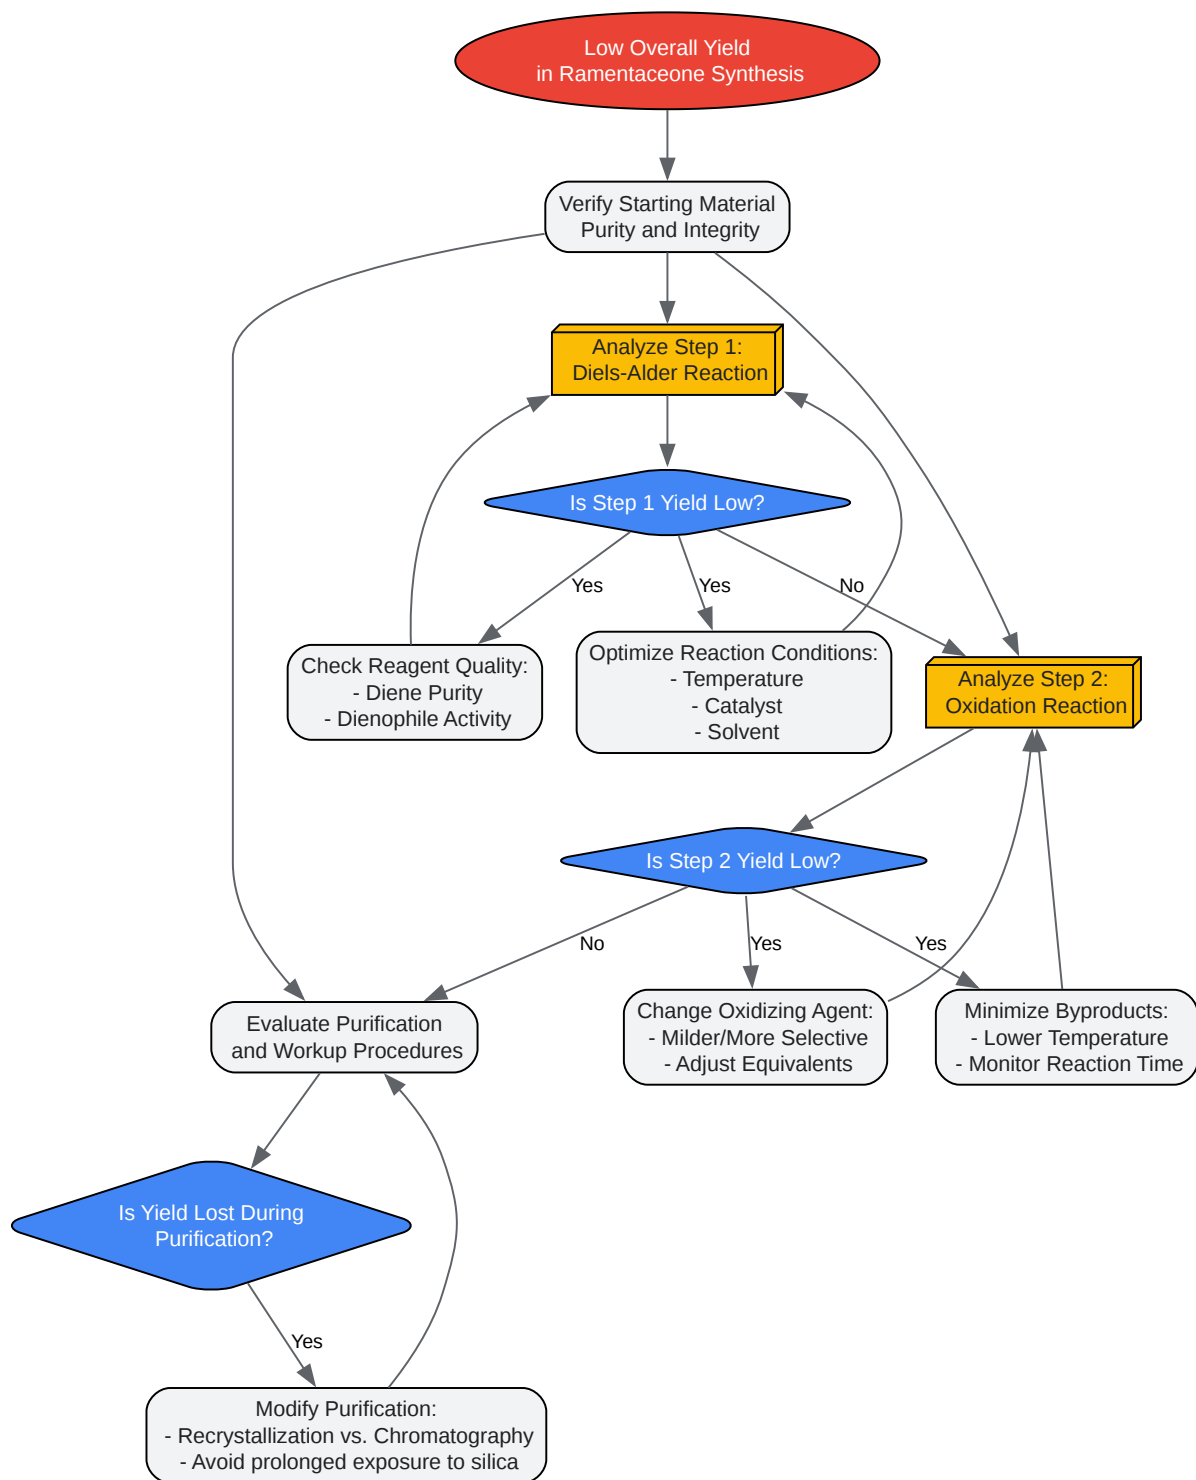 Low Overall Yield
in Ramentaceone Synthesis
Verify Starting Material
Purity and Integrity
Analyze Step 1:
Diels-Alder Reaction
Is Step 1 Yield Low?
Yes
Yes
No
Check Reagent Quality:
- Diene Purity
- Dienophile Activity
Optimize Reaction Conditions:
- Temperature
- Catalyst
- Solvent
Analyze Step 2:
Oxidation Reaction
Is Step 2 Yield Low?
No
Yes
Yes
Evaluate Purification
and Workup Procedures
Change Oxidizing Agent:
- Milder/More Selective
- Adjust Equivalents
Minimize Byproducts:
- Lower Temperature
- Monitor Reaction Time
Is Yield Lost During
Purification?
Yes
Modify Purification:
- Recrystallization vs. Chromatography
- Avoid prolonged exposure to silica